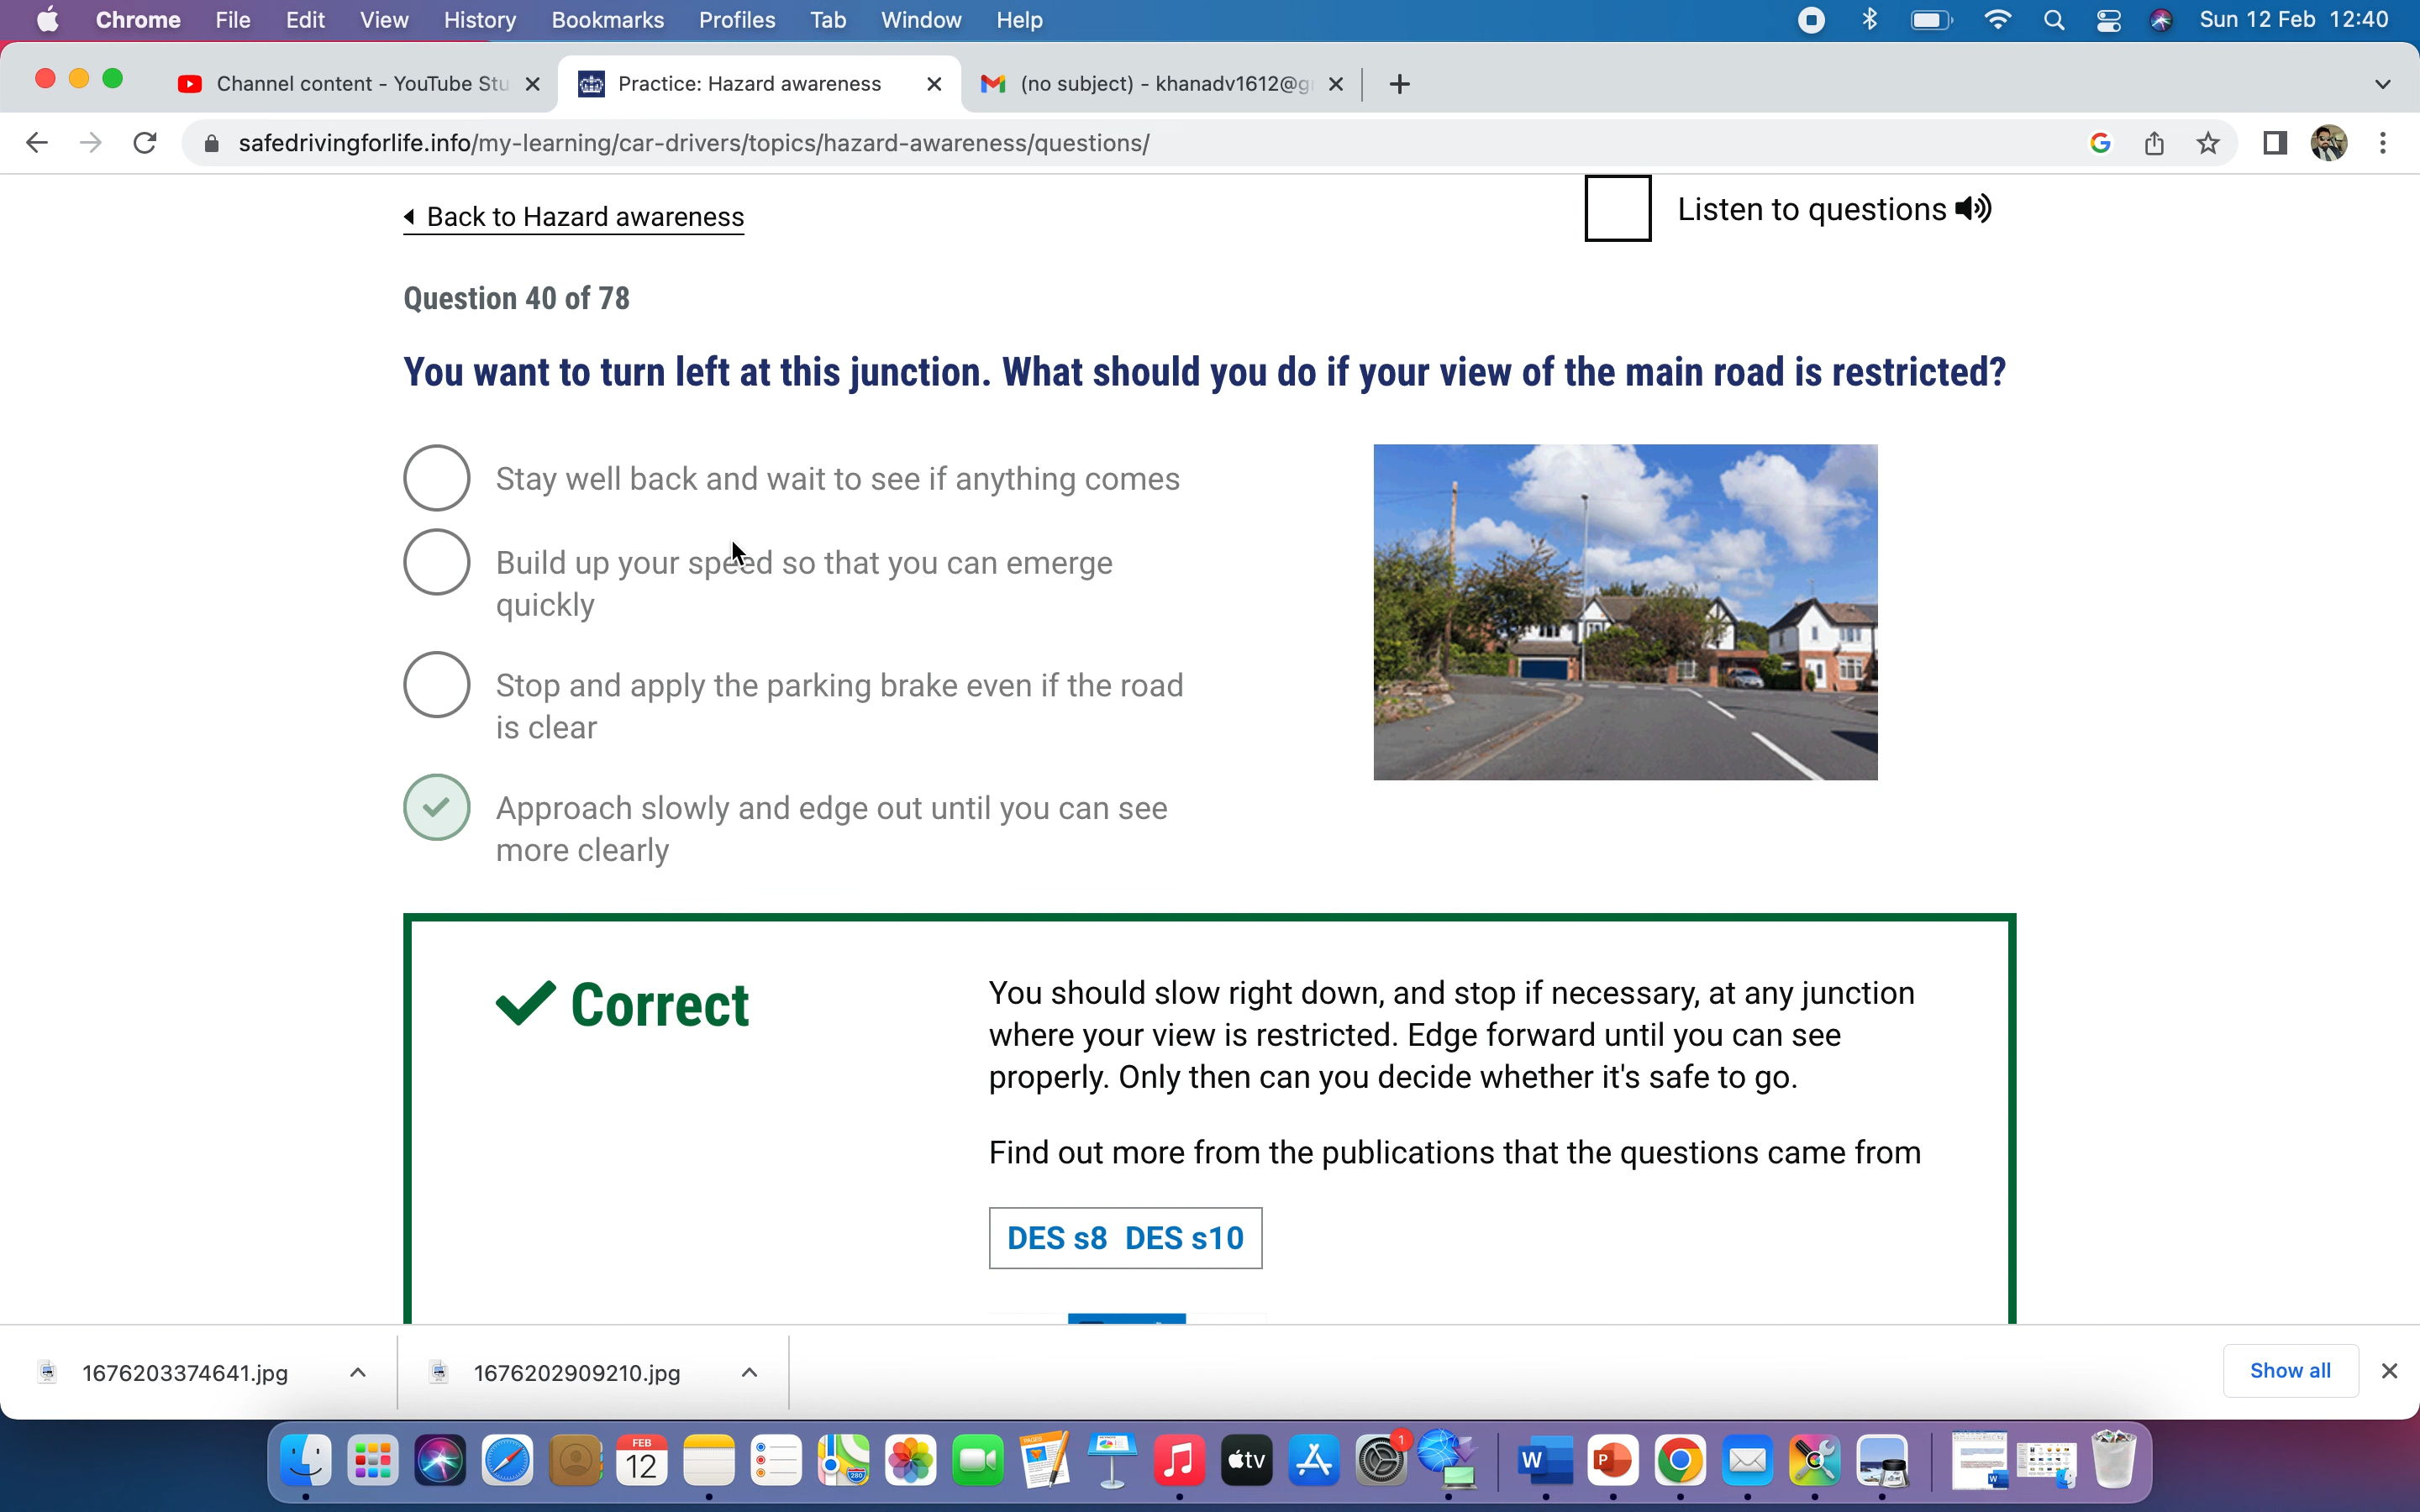 Chrome File Edit View History Bookmarks Profiles Tab Window Help Sun 12 Feb 12:40
Channel content - YouTube Stu Practice: Hazard awareness (no subject) - khanadv1612@g
safedrivingforlife.info/my-learning/car-drivers/topics/hazard-awareness/questions/
Back to Hazard awareness Listen to questions
Question 40 of 78
You want to turn left at this junction. What should you do if your view of the main road is restricted?
Stay well back and wait to see if anything comes
Build up your speed so that you can emerge
quickly
Stop and apply the parking brake even if the road
is clear
Approach slowly and edge out until you can see
more clearly
Correct
You should slow right down, and stop if necessary, at any junction
where your view is restricted. Edge forward until you can see
properly. Only then can you decide whether it's safe to go.
Find out more from the publications that the questions came from
DES s8 DES s10
1676203374641.jpg 1676202909210.jpg Show all
FEB
12
PAGES
280
tv
1
W
P
W